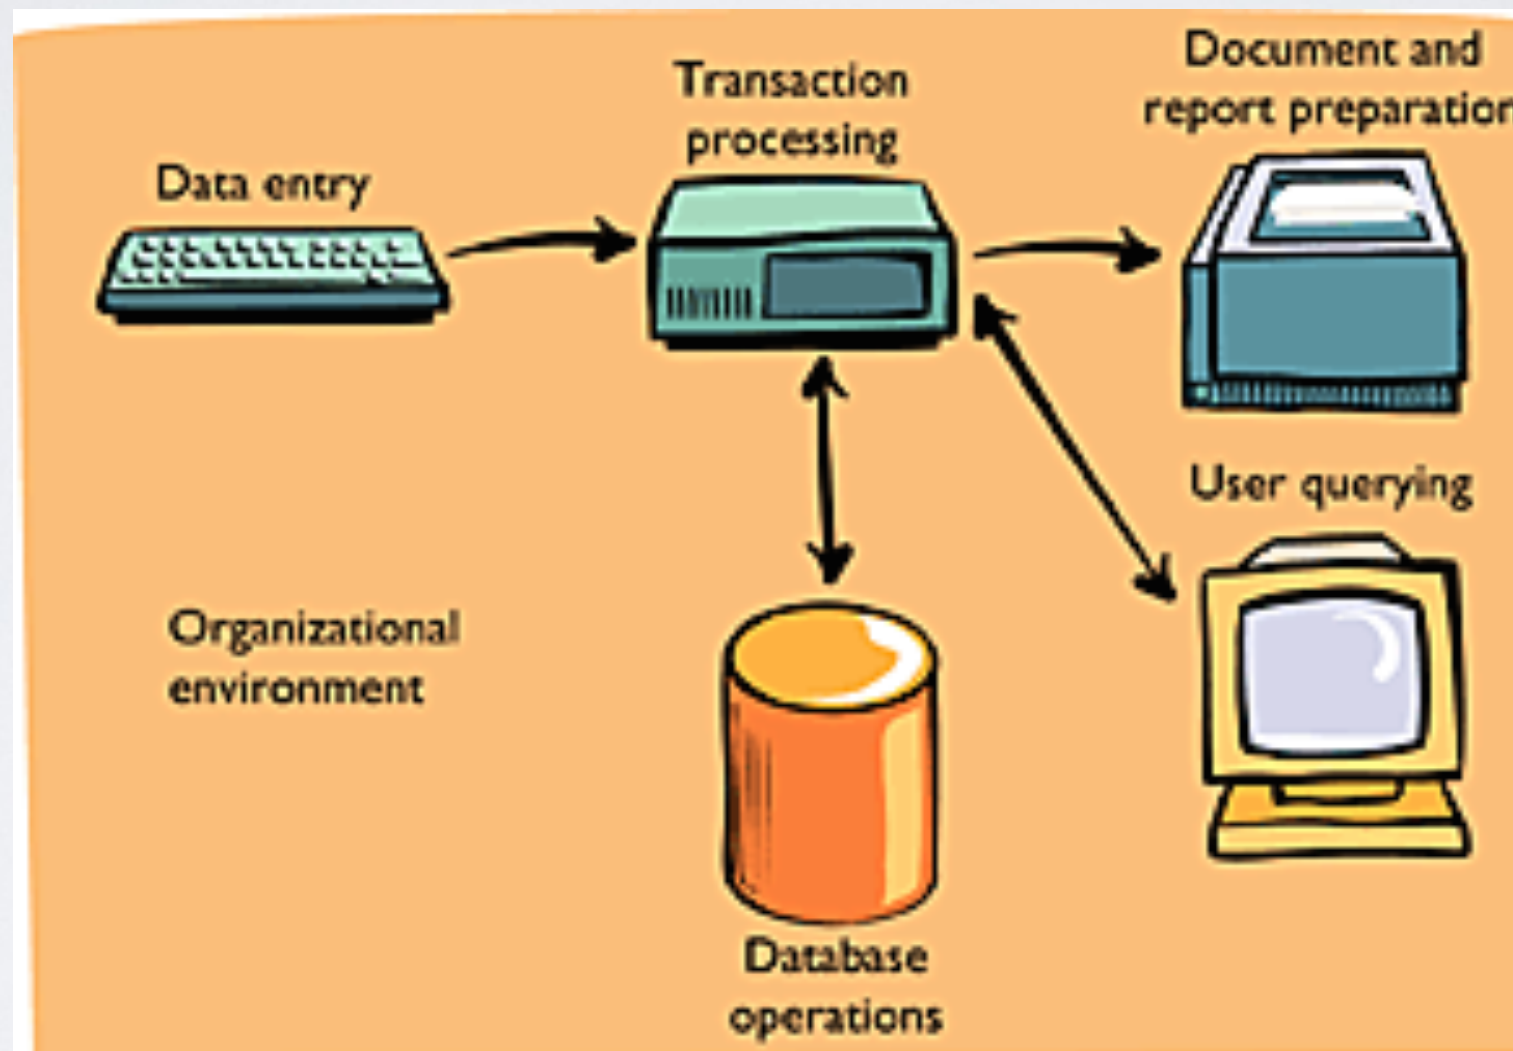 Data entry
Transaction
processing
Document and
report preparation
User querying
Organizational
environment
Database
operations